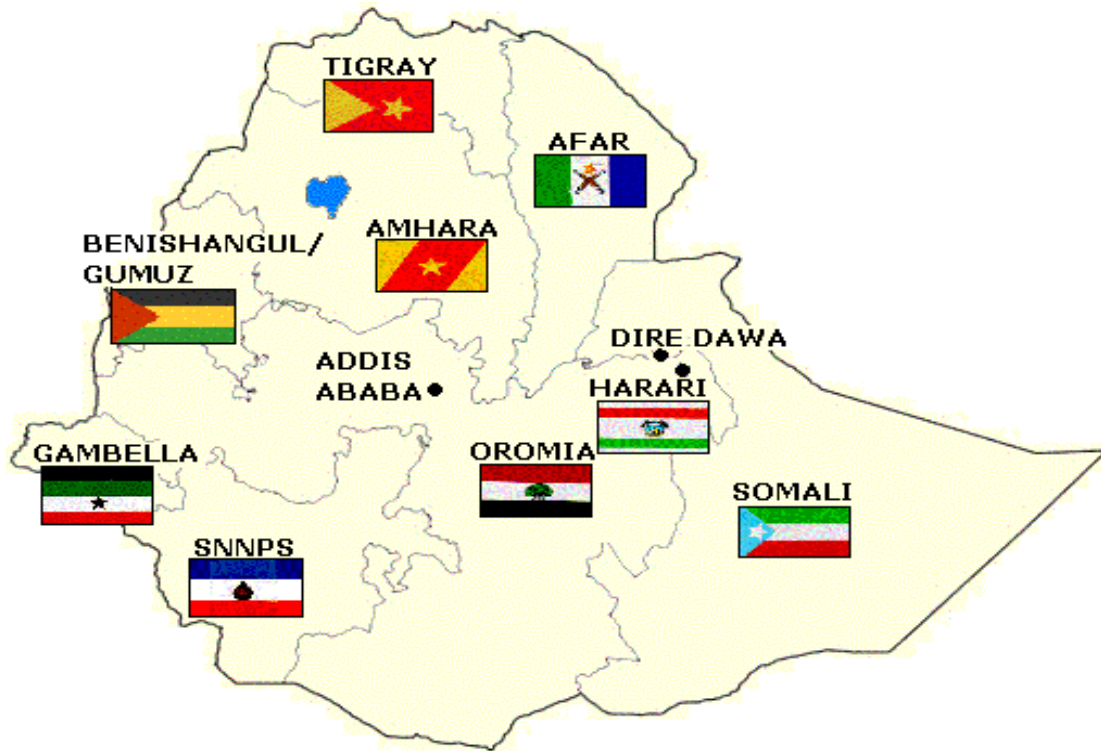 TIGRAY
AFAR
AMHARA
BENISHANGUL/
GUMUZ
DIRE DAWA
ADDIS
ABABA
HARARI
GAMBELLA
OROMIA
SOMALI
SNNPS